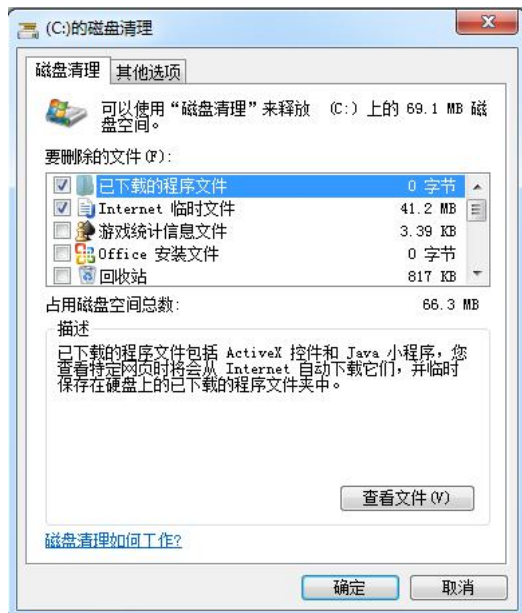 (C:)的磁盘清理
磁盘清理 其他选项
可以使用“磁盘清理”来释放 (C:) 上的 69.1 MB 磁
盘空间。
要删除的文件(F):
已下载的程序文件 0 字节
Internet 临时文件 41.2 MB
游戏统计信息文件 3.39 KB
Office 安装文件 0 字节
回收站 817 KB
占用磁盘空间总数: 66.3 MB
描述
已下载的程序文件包括 ActiveX 控件和 Java 小程序，您
查看特定网页时将会从 Internet 自动下载它们，并临时
保存在硬盘上的已下载的程序文件夹中。
查看文件(V)
磁盘清理如何工作?
确定 取消